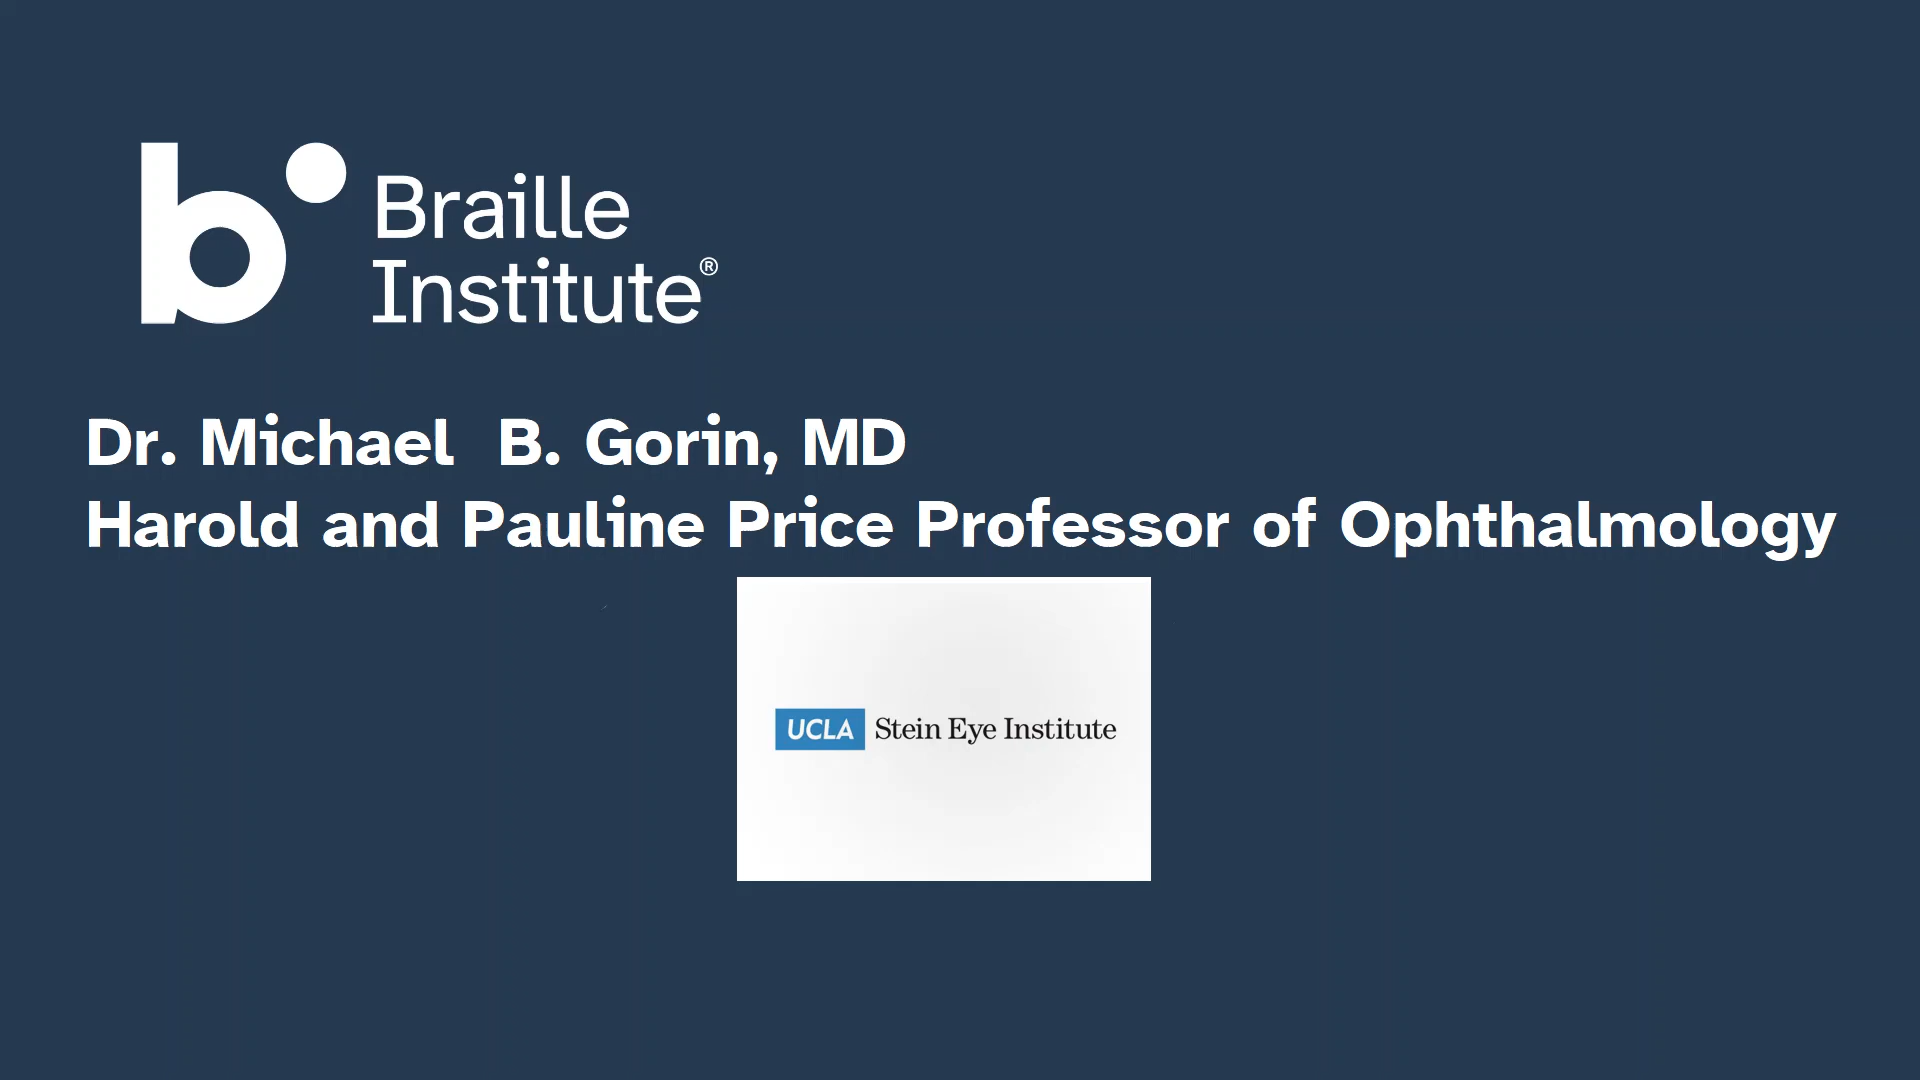 b
Braille
Institute®
Dr. Michael  B. Gorin, MD
Harold and Pauline Price Professor of Ophthalmology
UCLA Stein Eye Institute